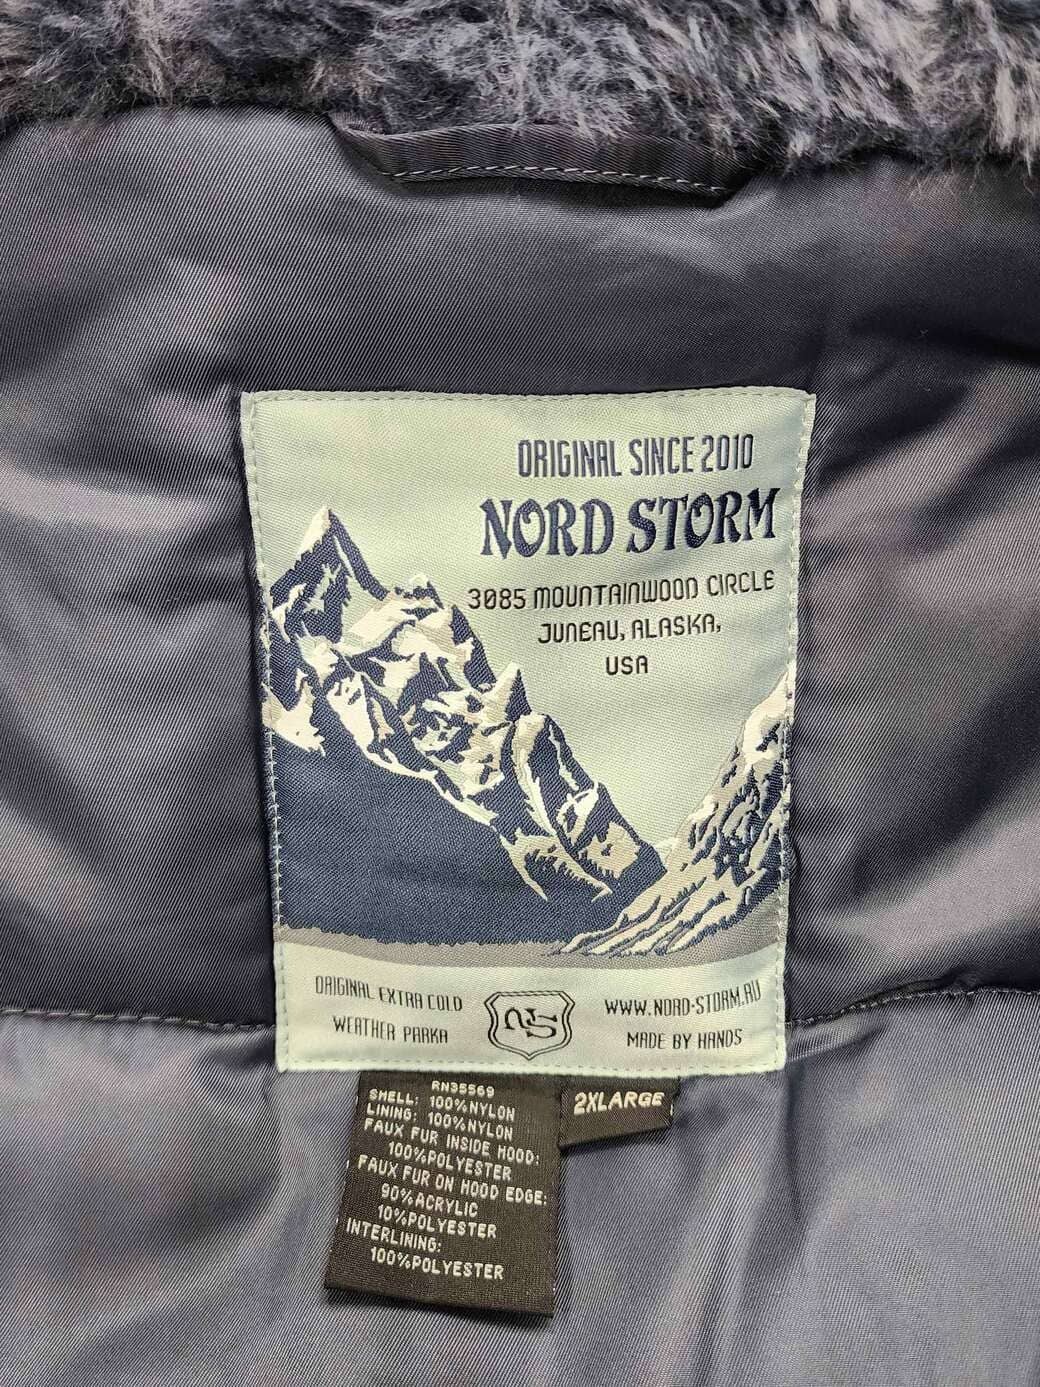 ORIGINAL SINCE 2010
NORD STORM
3085 MOUNTAINWOOD CIRCLE
JUNEAU, ALASKA,
USA
ORIGINAL EXTRA COLD
WEATHER PARKA
NS
WWW.NORD-STORM.RU
MADE BY HANDS
RN35569
SHELL: 100%NYLON
LINING: 100%NYLON
FAUX FUR INSIDE HOOD:
100%POLYESTER
FAUX FUR ON HOOD EDGE:
90%ACRYLIC
10%POLYESTER
INTERLINING:
100%POLYESTER
2XLARGE